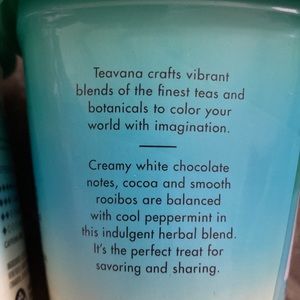 Teavana crafts vibrant
blends of the finest teas and
botanicals to color your
world with imagination.
Creamy white chocolate
notes, cocoa and smooth
rooibos are balanced
with cool peppermint in
this indulgent herbal blend.
It's the perfect treat for
savoring and sharing.